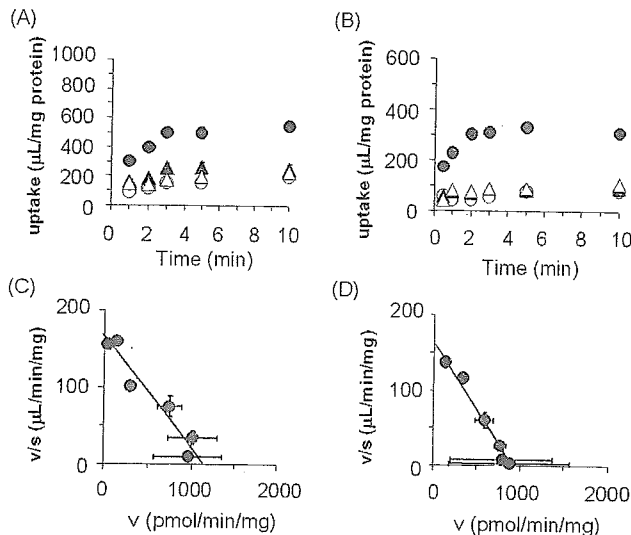 (A)
uptake (µL/mg protein)
1000
800
600
400
200
0
0 2 4 6 8 10
Time (min)
(B)
uptake (µL/mg protein)
600
300
0
0 2 4 6 8 10
Time (min)
(C)
v/s (µL/min/mg)
200
100
0
0 1000 2000
v (pmol/min/mg)
(D)
v/s (µL/min/mg)
200
100
0
0 1000 2000
v (pmol/min/mg)